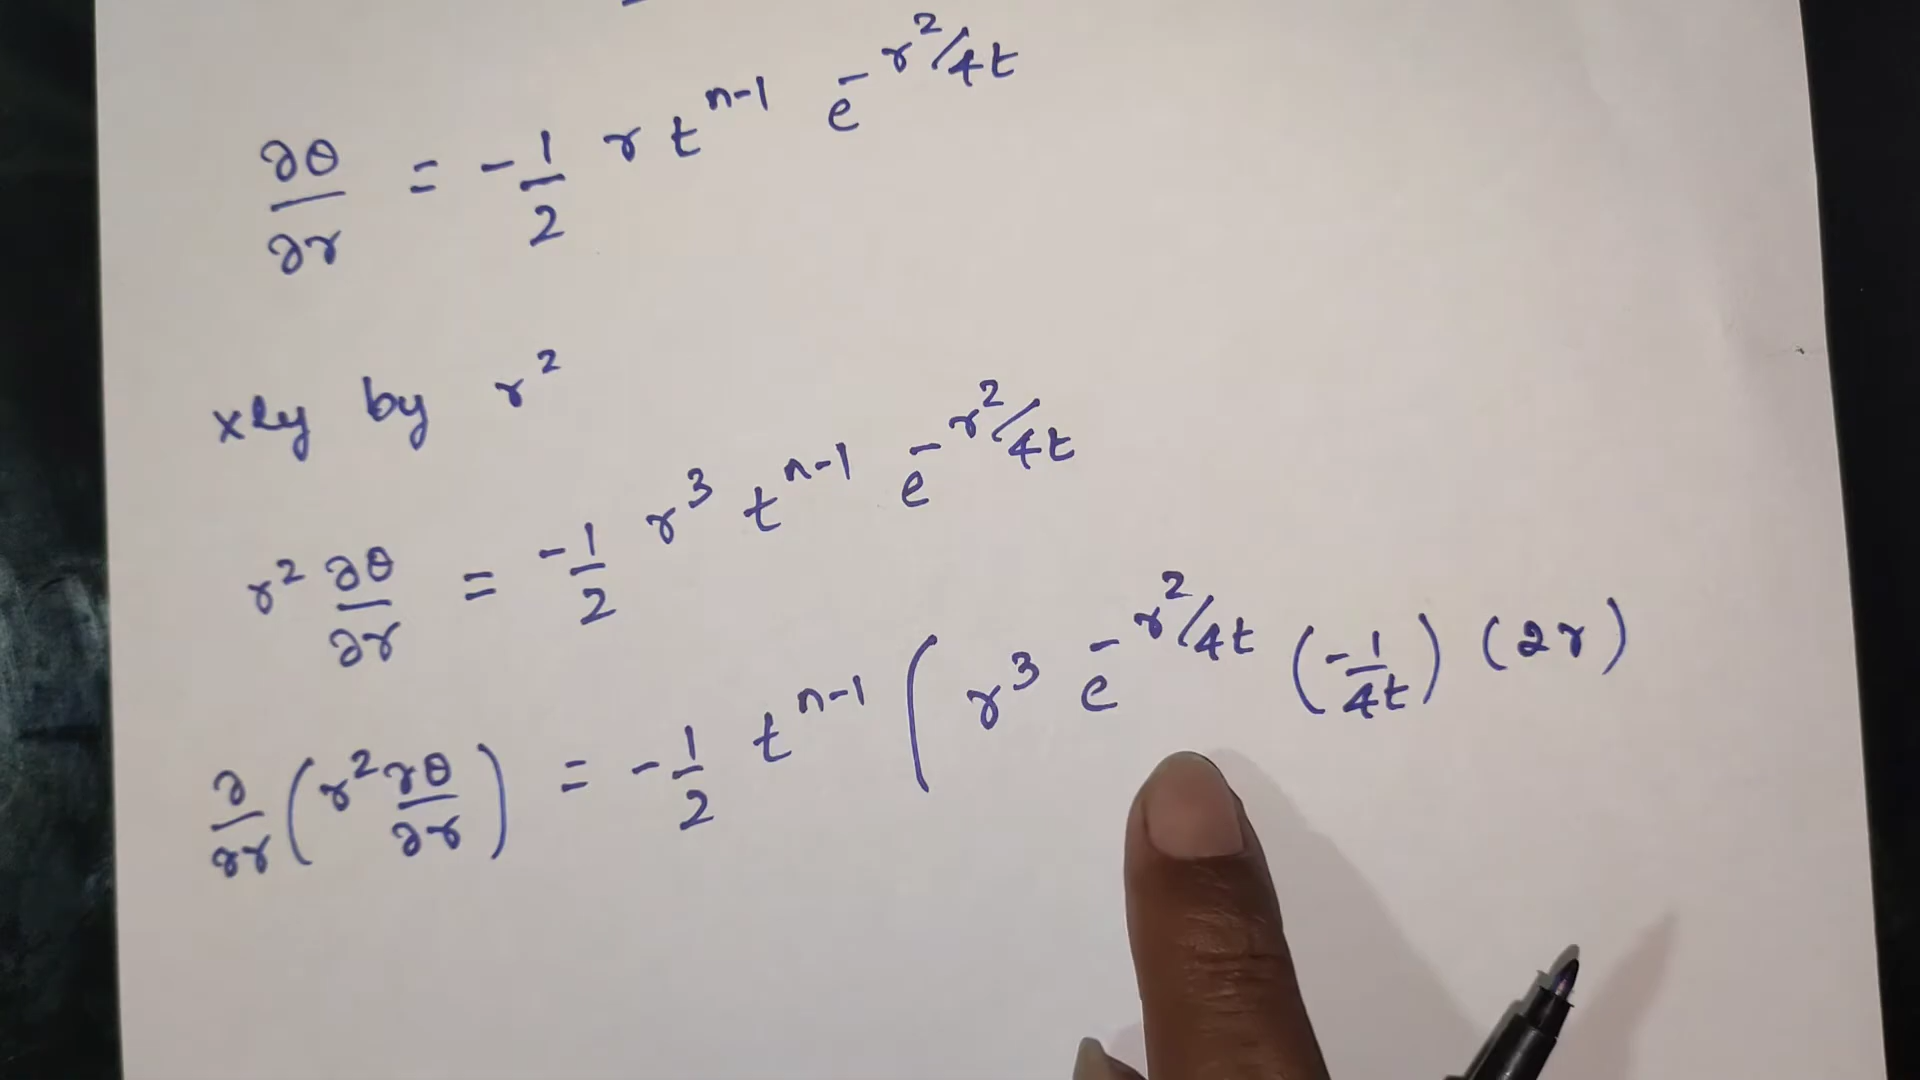 ∂θ/∂r = -1/2 r t^(n-1) e^(-r²/4t)
xly by r²
r² ∂θ/∂r = -1/2 r³ t^(n-1) e^(-r²/4t)
∂/∂r (r² ∂θ/∂r) = -1/2 t^(n-1) ( r³ e^(-r²/4t) (-1/4t) (2r)